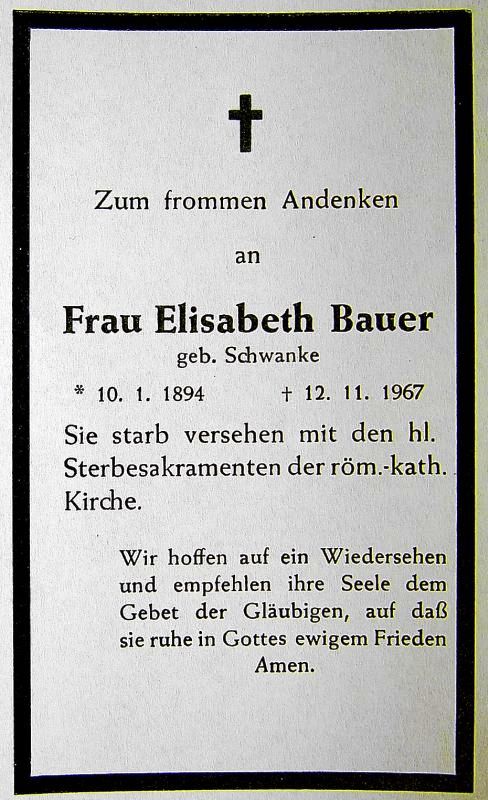 Zum frommen Andenken
an
Frau Elisabeth Bauer
geb. Schwanke
* 10. 1. 1894 † 12. 11. 1967
Sie starb versehen mit den hl.
Sterbesakramenten der röm.-kath.
Kirche.
Wir hoffen auf ein Wiedersehen
und empfehlen ihre Seele dem
Gebet der Gläubigen, auf daß
sie ruhe in Gottes ewigem Frieden
Amen.